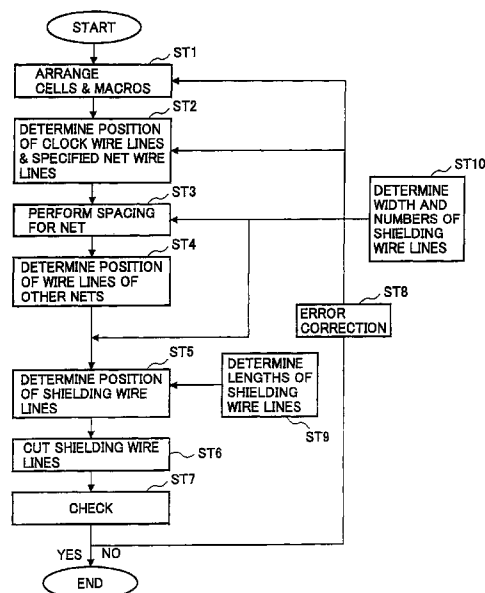 START
ST1
ARRANGE
CELLS & MACROS
ST2
DETERMINE POSITION
OF CLOCK WIRE LINES
& SPECIFIED NET WIRE
LINES
ST3
PERFORM SPACING
FOR NET
ST4
DETERMINE POSITION
OF WIRE LINES OF
OTHER NETS
ST10
DETERMINE
WIDTH AND
NUMBERS OF
SHIELDING
WIRE LINES
ST8
ERROR
CORRECTION
ST5
DETERMINE POSITION
OF SHIELDING WIRE
LINES
DETERMINE
LENGTHS OF
SHIELDING
WIRE LINES
ST9
CUT SHIELDING WIRE
LINES
ST6
ST7
CHECK
YES NO
END